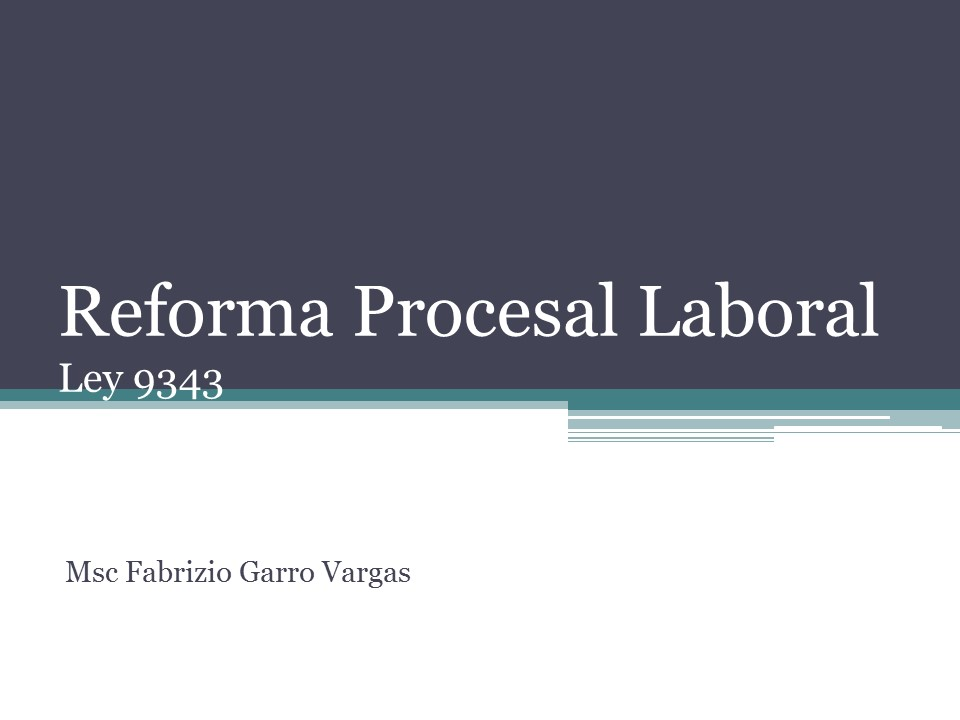 Reforma Procesal Laboral
Ley 9343
Msc Fabrizio Garro Vargas